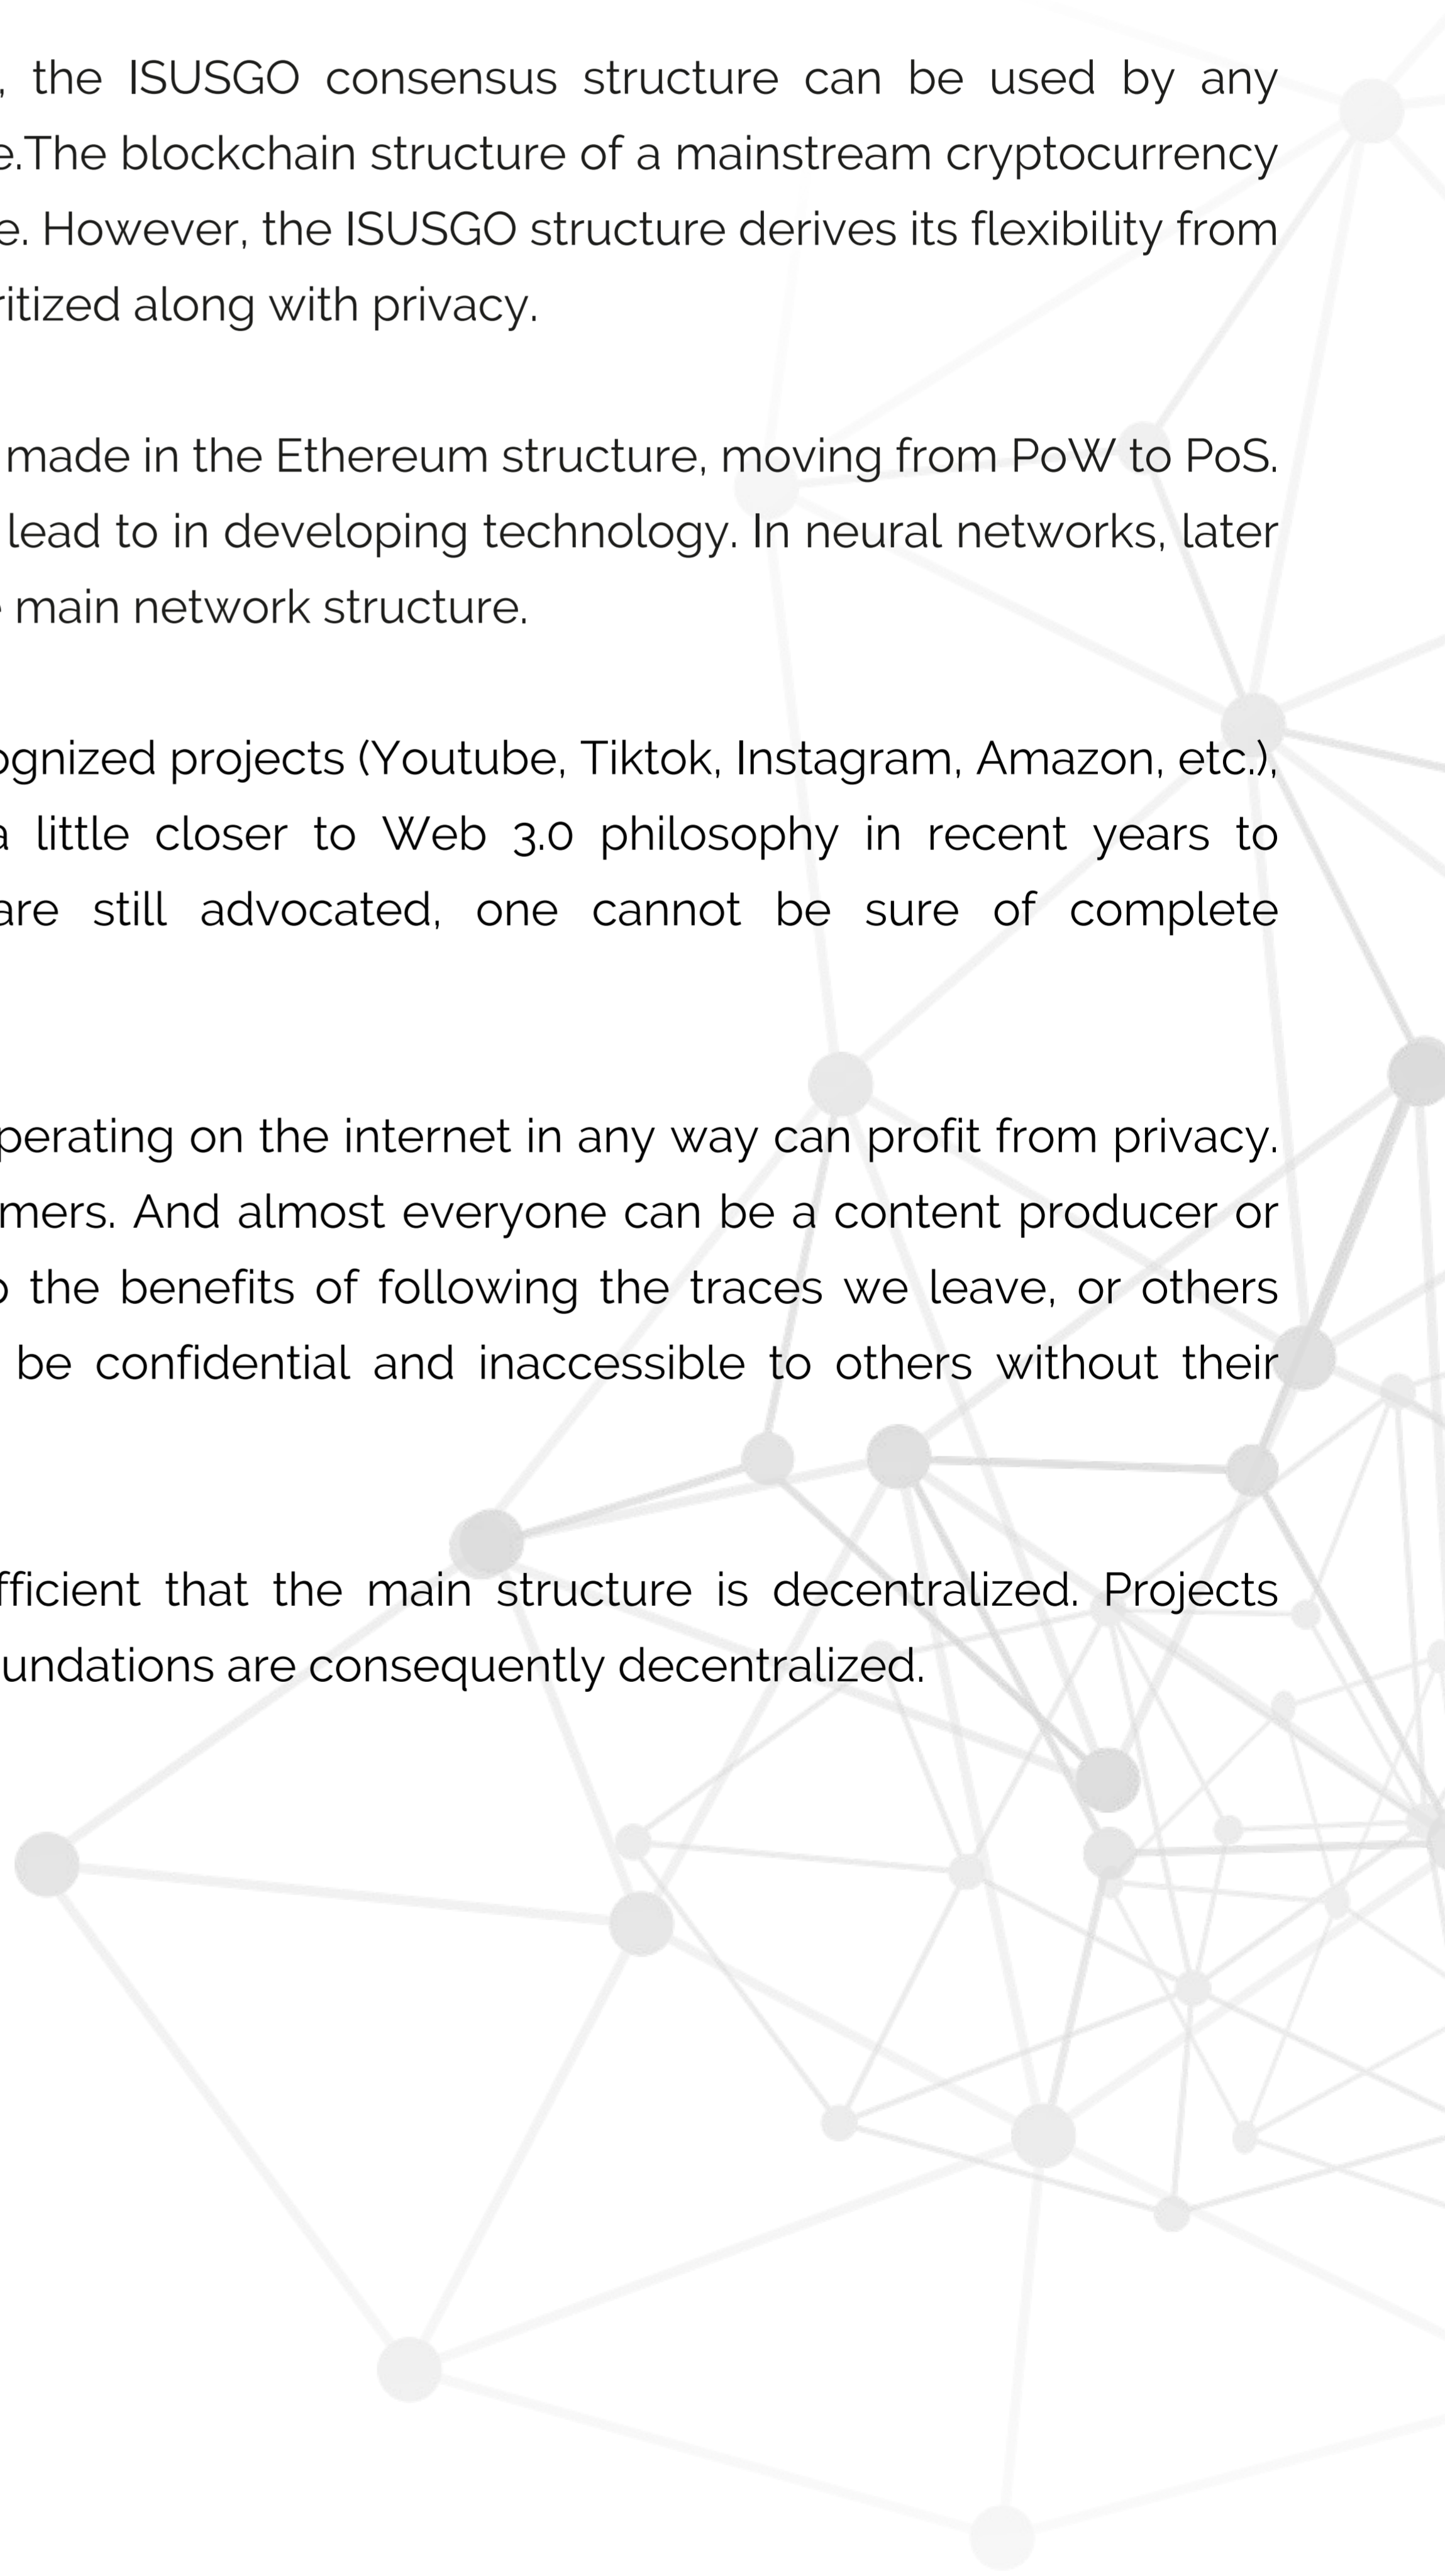 , the ISUSGO consensus structure can be used by any
e.The blockchain structure of a mainstream cryptocurrency
e. However, the ISUSGO structure derives its flexibility from
ritized along with privacy.
made in the Ethereum structure, moving from PoW to PoS.
lead to in developing technology. In neural networks, later
main network structure.
ognized projects (Youtube, Tiktok, Instagram, Amazon, etc.),
a little closer to Web 3.0 philosophy in recent years to
are still advocated, one cannot be sure of complete
perating on the internet in any way can profit from privacy.
mers. And almost everyone can be a content producer or
o the benefits of following the traces we leave, or others
be confidential and inaccessible to others without their
fficient that the main structure is decentralized. Projects
undations are consequently decentralized.